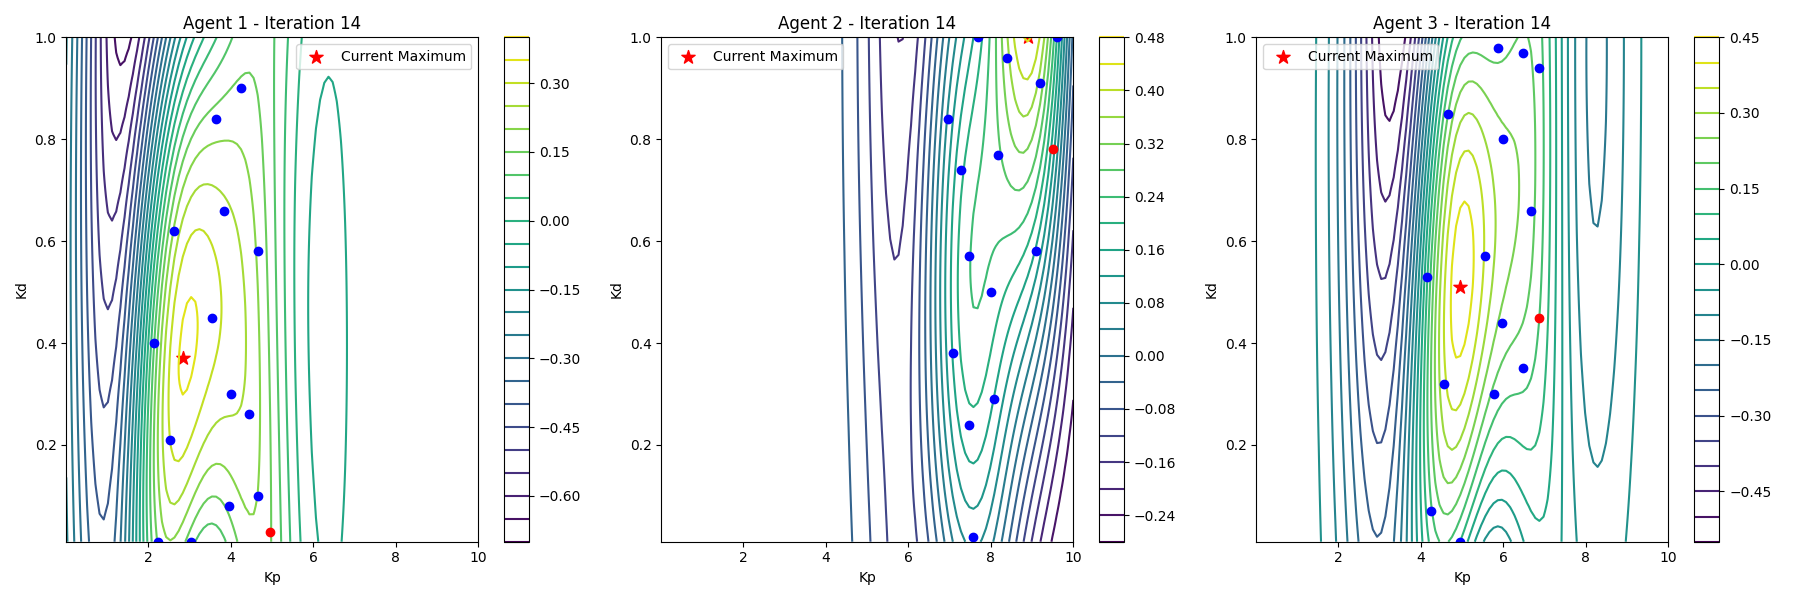 Agent 1 - Iteration 14
Current Maximum
Kd
1.0
0.8
0.6
0.4
0.2
2 4 6 8 10
Kp
0.30
0.15
0.00
−0.15
−0.30
−0.45
−0.60
Agent 2 - Iteration 14
Current Maximum
Kd
1.0
0.8
0.6
0.4
0.2
2 4 6 8 10
Kp
0.48
0.40
0.32
0.24
0.16
0.08
0.00
−0.08
−0.16
−0.24
Agent 3 - Iteration 14
Current Maximum
Kd
1.0
0.8
0.6
0.4
0.2
2 4 6 8 10
Kp
0.45
0.30
0.15
0.00
−0.15
−0.30
−0.45